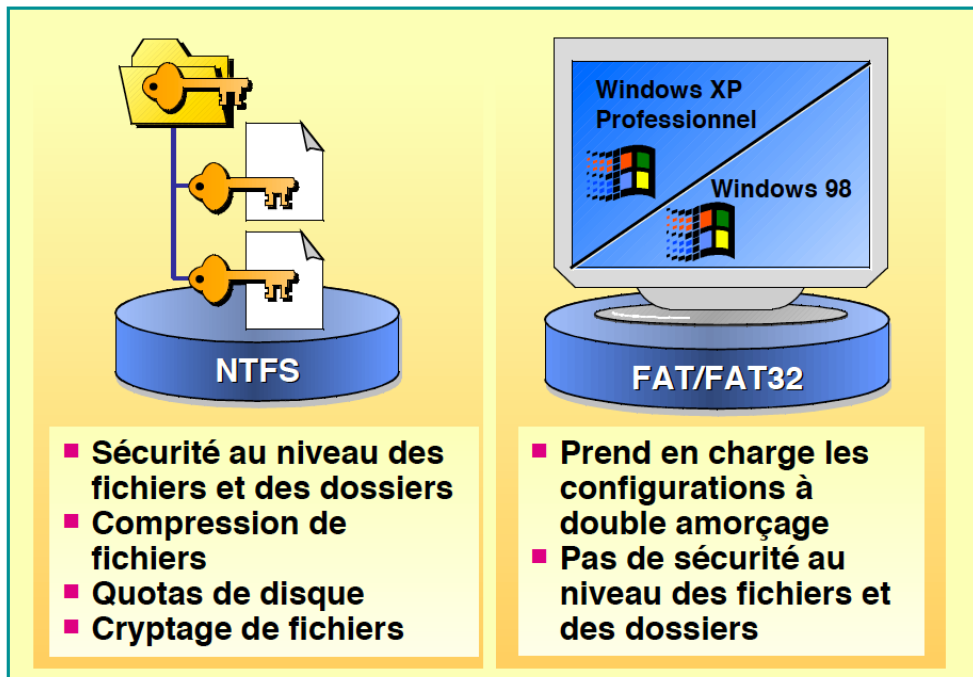 NTFS
Sécurité au niveau des
fichiers et des dossiers
Compression de
fichiers
Quotas de disque
Cryptage de fichiers
Windows XP
Professionnel
Windows 98
FAT/FAT32
Prend en charge les
configurations à
double amorçage
Pas de sécurité au
niveau des fichiers et
des dossiers